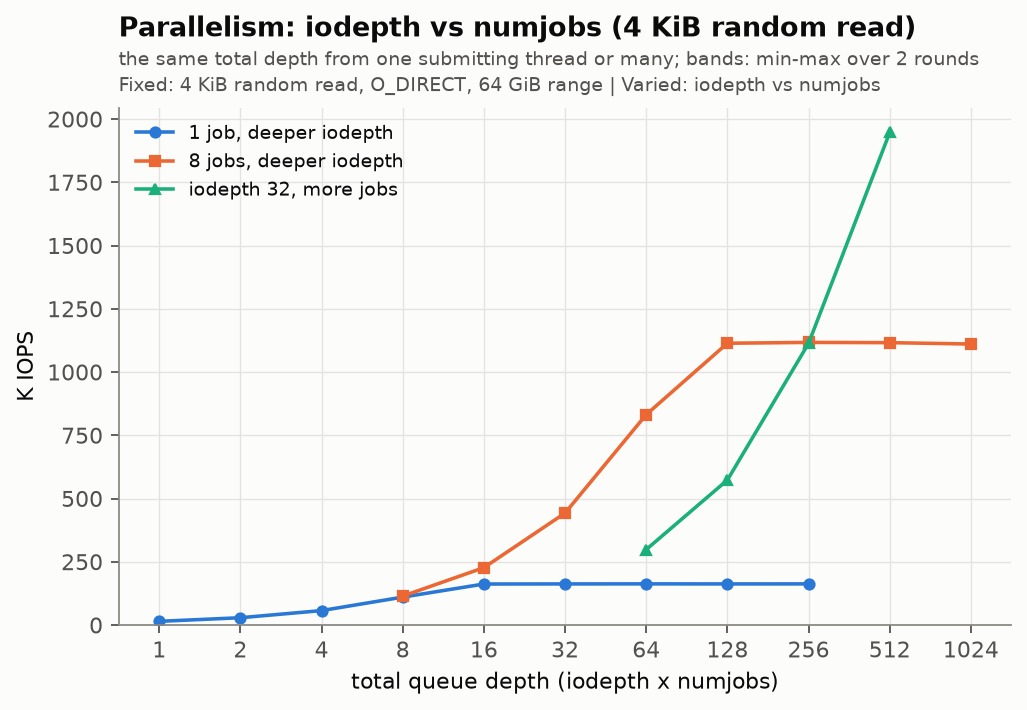 Parallelism: iodepth vs numjobs (4 KiB random read)
the same total depth from one submitting thread or many; bands: min-max over 2 rounds
Fixed: 4 KiB random read, O_DIRECT, 64 GiB range | Varied: iodepth vs numjobs
1 job, deeper iodepth
8 jobs, deeper iodepth
iodepth 32, more jobs
K IOPS
2000
1750
1500
1250
1000
750
500
250
0
1 2 4 8 16 32 64 128 256 512 1024
total queue depth (iodepth x numjobs)